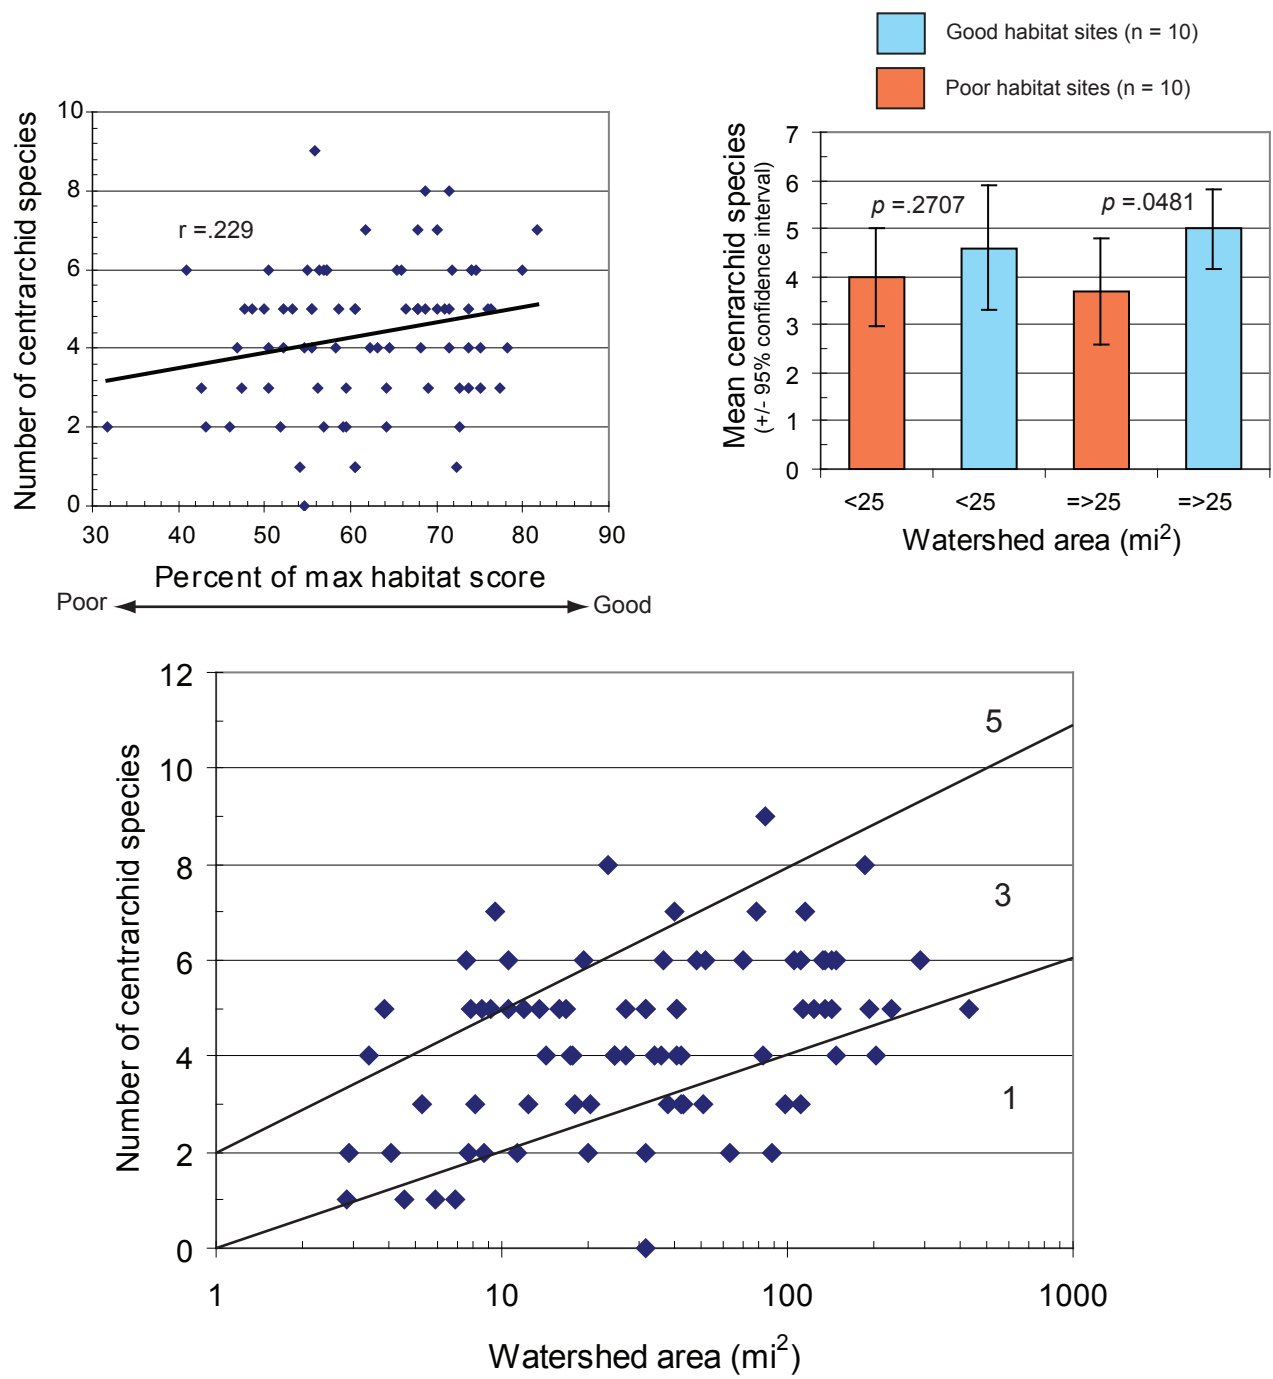 Good habitat sites (n = 10)
Poor habitat sites (n = 10)
Number of centrarchid species
10
8
6
4
2
0
r =.229
30 40 50 60 70 80 90
Percent of max habitat score
Poor Good
Mean cenrarchid species
(+/- 95% confidence interval)
7
6
5
4
3
2
1
0
p =.2707
p =.0481
<25 <25 =>25 =>25
Watershed area (mi²)
Number of centrarchid species
12
10
8
6
4
2
0
5
3
1
1 10 100 1000
Watershed area (mi²)